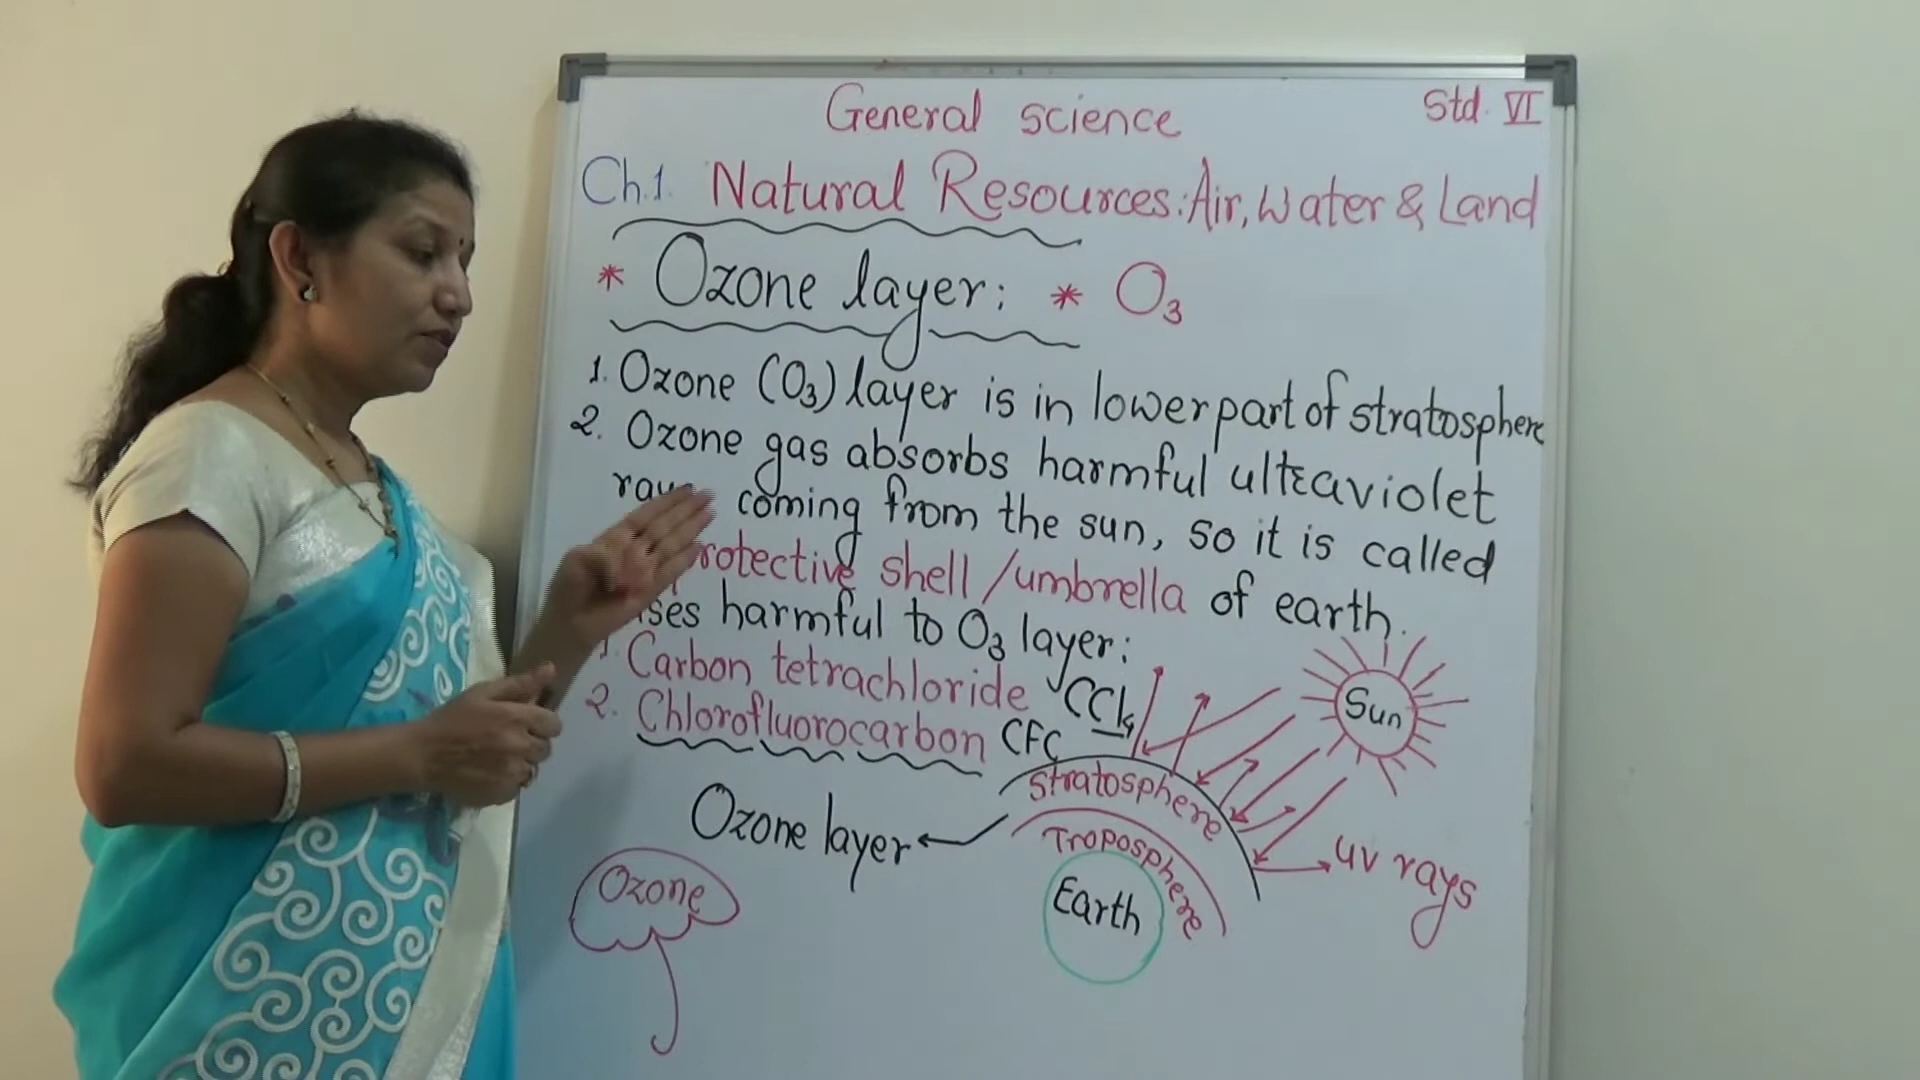 General science
Std. VI
Ch.1. Natural Resources: Air, Water & Land
* Ozone layer: * O3
1. Ozone (O3) layer is in lower part of stratosphere
2. Ozone gas absorbs harmful ultraviolet
coming from the sun, so it is called
protective shell / umbrella of earth.
harmful to O3 layer:
1. Carbon tetrachloride CCl4
2. Chlorofluorocarbon CFC
Sun
Stratosphere
Ozone layer
Troposphere
UV rays
Ozone
Earth